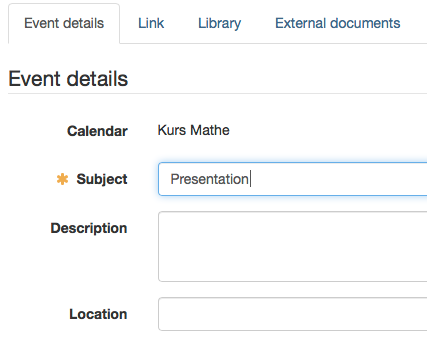 Event details Link Library External documents
Event details
Calendar Kurs Mathe
✱ Subject Presentation
Description
Location